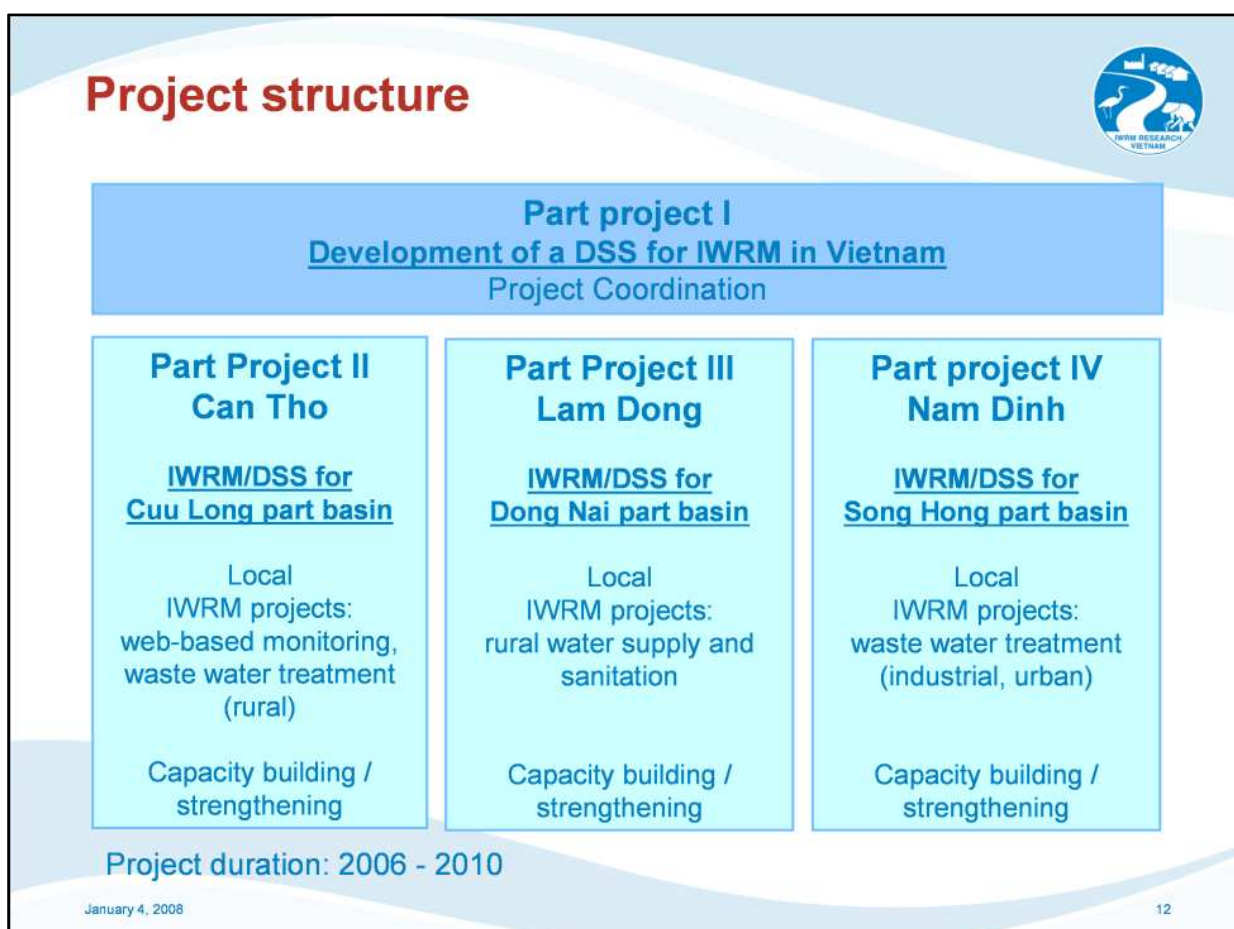 Project structure
IWRM RESEARCH
VIETNAM
Part project I
Development of a DSS for IWRM in Vietnam
Project Coordination
Part Project II
Can Tho
IWRM/DSS for
Cuu Long part basin
Local
IWRM projects:
web-based monitoring,
waste water treatment
(rural)
Capacity building /
strengthening
Part Project III
Lam Dong
IWRM/DSS for
Dong Nai part basin
Local
IWRM projects:
rural water supply and
sanitation
Capacity building /
strengthening
Part project IV
Nam Dinh
IWRM/DSS for
Song Hong part basin
Local
IWRM projects:
waste water treatment
(industrial, urban)
Capacity building /
strengthening
Project duration: 2006 - 2010
January 4, 2008
12